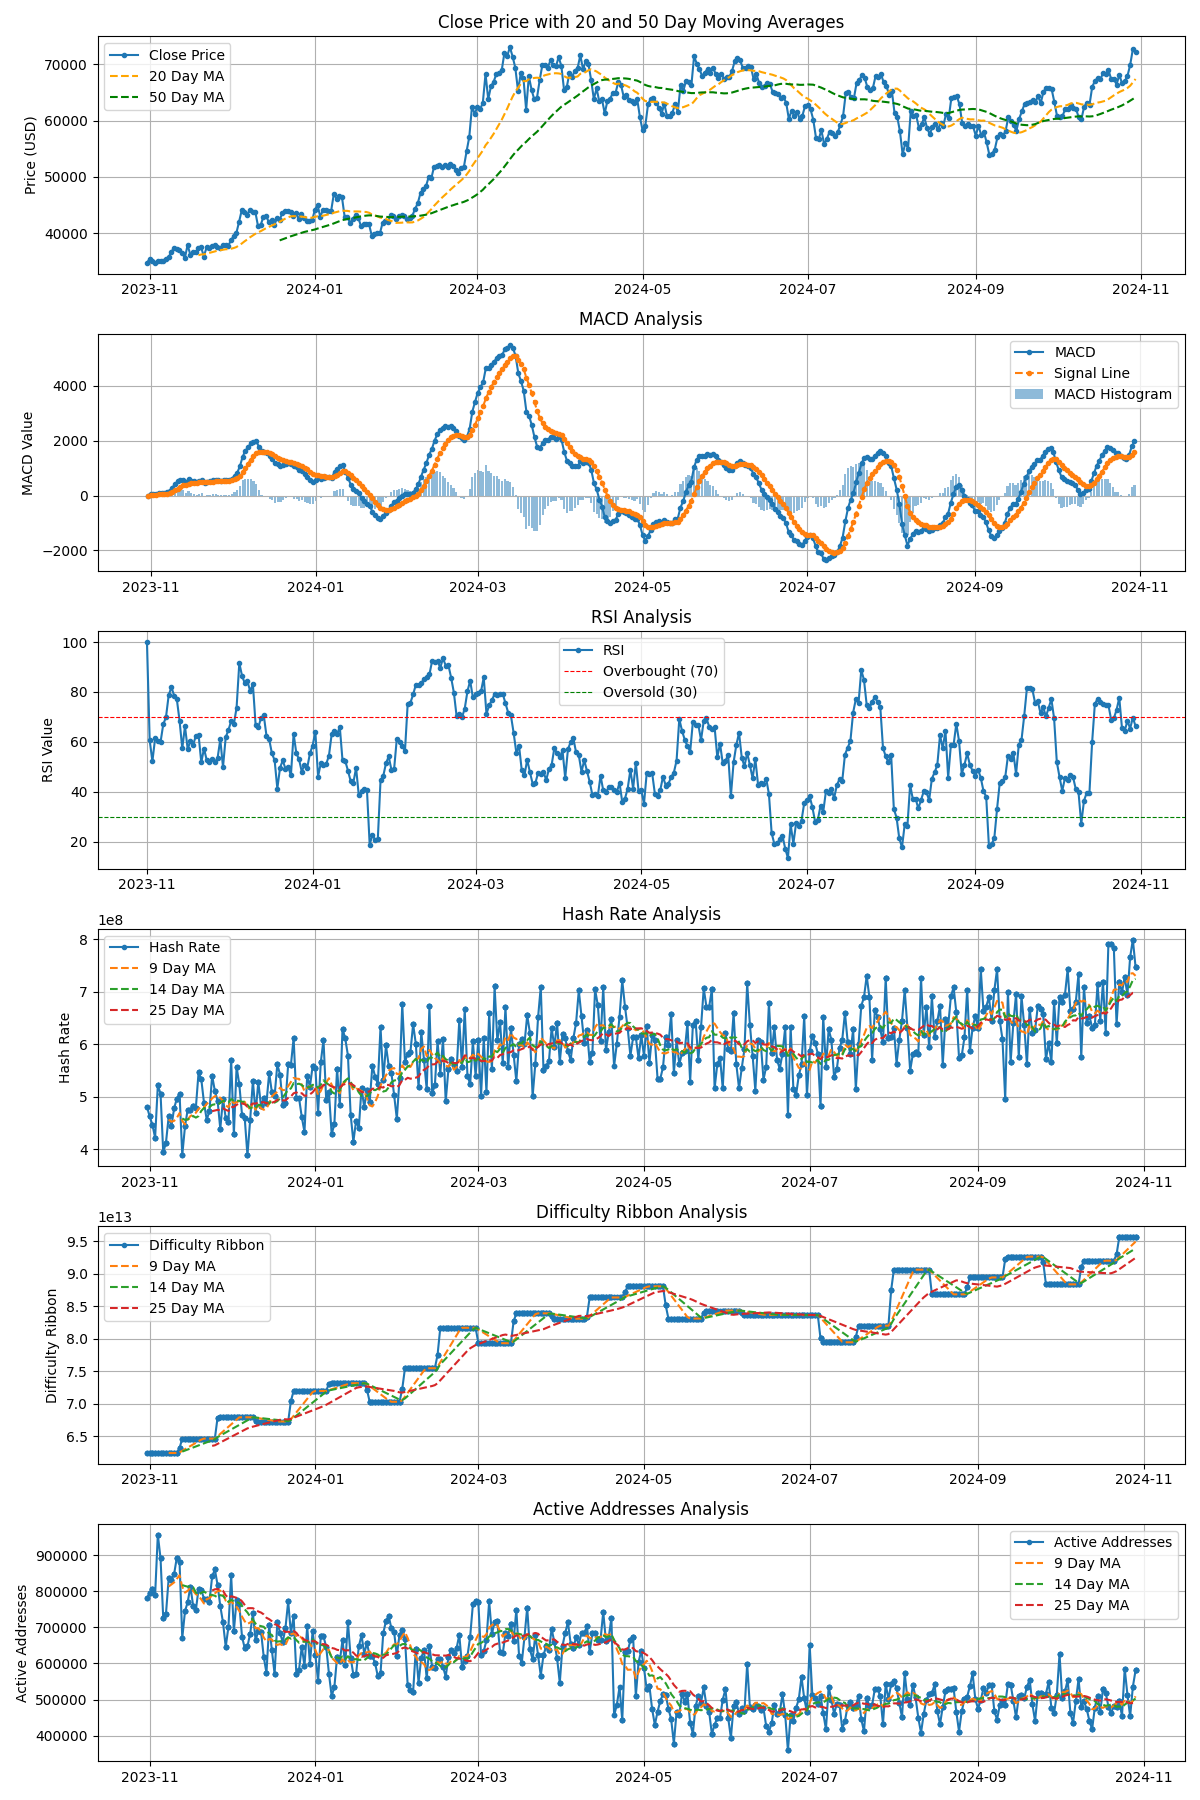 Close Price with 20 and 50 Day Moving Averages
Close Price
20 Day MA
50 Day MA
Price (USD)
70000
60000
50000
40000
2023-11 2024-01 2024-03 2024-05 2024-07 2024-09 2024-11
MACD Analysis
MACD
Signal Line
MACD Histogram
MACD Value
4000
2000
0
−2000
2023-11 2024-01 2024-03 2024-05 2024-07 2024-09 2024-11
RSI Analysis
RSI
Overbought (70)
Oversold (30)
RSI Value
100
80
60
40
20
2023-11 2024-01 2024-03 2024-05 2024-07 2024-09 2024-11
Hash Rate Analysis
1e8
Hash Rate
9 Day MA
14 Day MA
25 Day MA
Hash Rate
8
7
6
5
4
2023-11 2024-01 2024-03 2024-05 2024-07 2024-09 2024-11
Difficulty Ribbon Analysis
1e13
Difficulty Ribbon
9 Day MA
14 Day MA
25 Day MA
Difficulty Ribbon
9.5
9.0
8.5
8.0
7.5
7.0
6.5
2023-11 2024-01 2024-03 2024-05 2024-07 2024-09 2024-11
Active Addresses Analysis
Active Addresses
9 Day MA
14 Day MA
25 Day MA
Active Addresses
900000
800000
700000
600000
500000
400000
2023-11 2024-01 2024-03 2024-05 2024-07 2024-09 2024-11